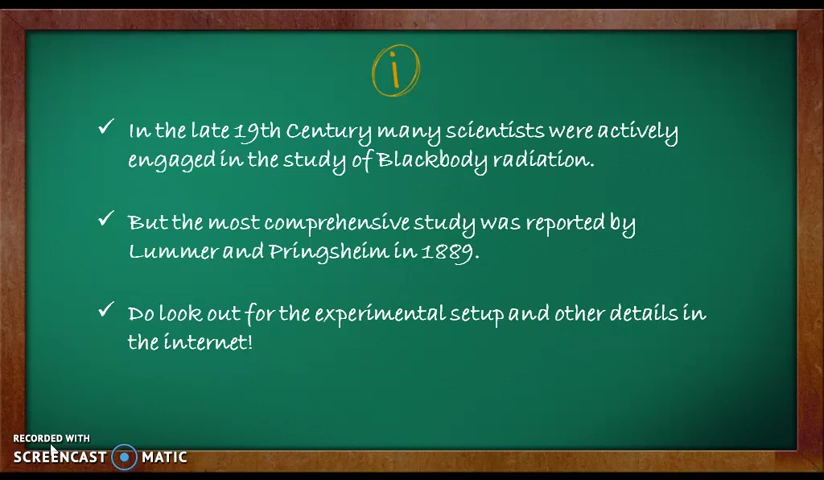 i
✓ In the late 19th Century many scientists were actively
engaged in the study of Blackbody radiation.
✓ But the most comprehensive study was reported by
Lummer and Pringsheim in 1889.
✓ Do look out for the experimental setup and other details in
the internet!
RECORDED WITH
SCREENCAST MATIC